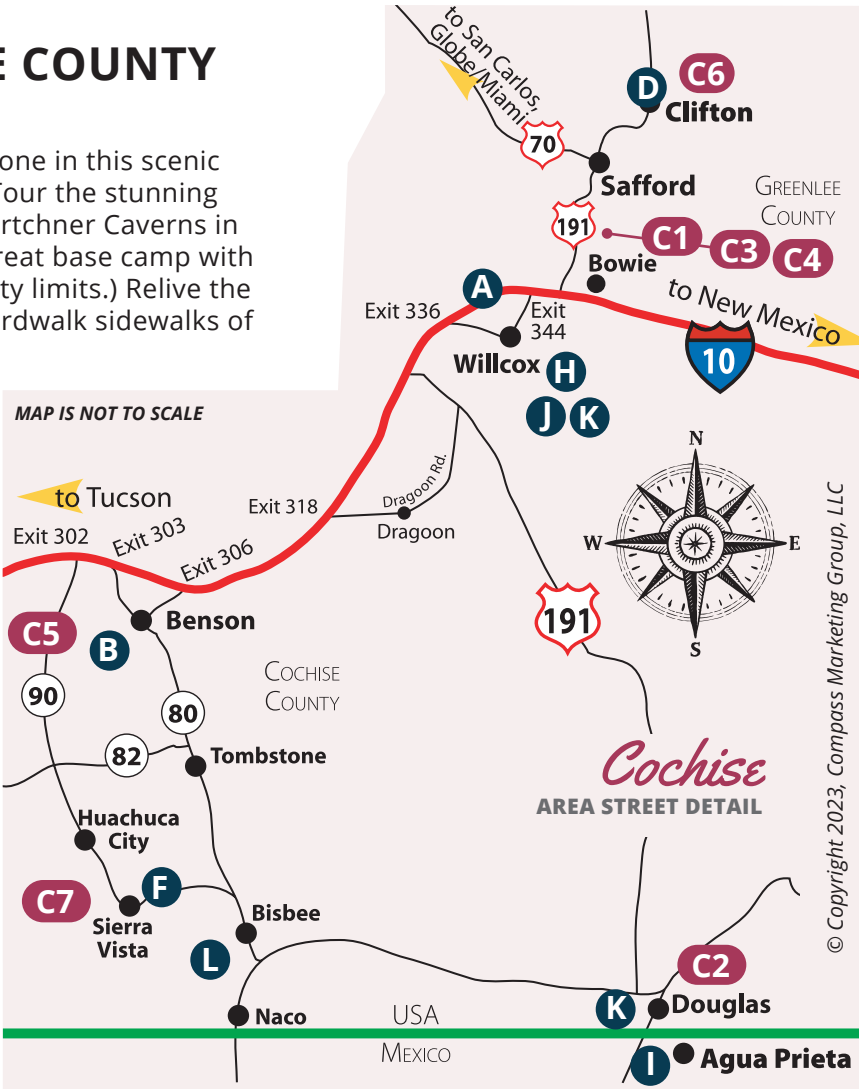 E COUNTY
one in this scenic
Tour the stunning
rtchner Caverns in
reat base camp with
ty limits.) Relive the
ardwalk sidewalks of
MAP IS NOT TO SCALE
to San Carlos,
Globe/Miami
D
C6
Clifton
70
Safford
GREENLEE
COUNTY
191
C1
C3
C4
Bowie
A
to New Mexico
Exit 336
Exit
344
10
Willcox
H
J
K
N
W
E
S
to Tucson
Exit 302
Exit 303
Exit 306
Exit 318
Dragoon Rd.
Dragoon
Benson
C5
B
90
80
COCHISE
COUNTY
191
82
Tombstone
Cochise
AREA STREET DETAIL
Huachuca
City
C7
F
Sierra
Vista
Bisbee
L
C2
K
Douglas
Naco
USA
MEXICO
I
Agua Prieta
© Copyright 2023, Compass Marketing Group, LLC